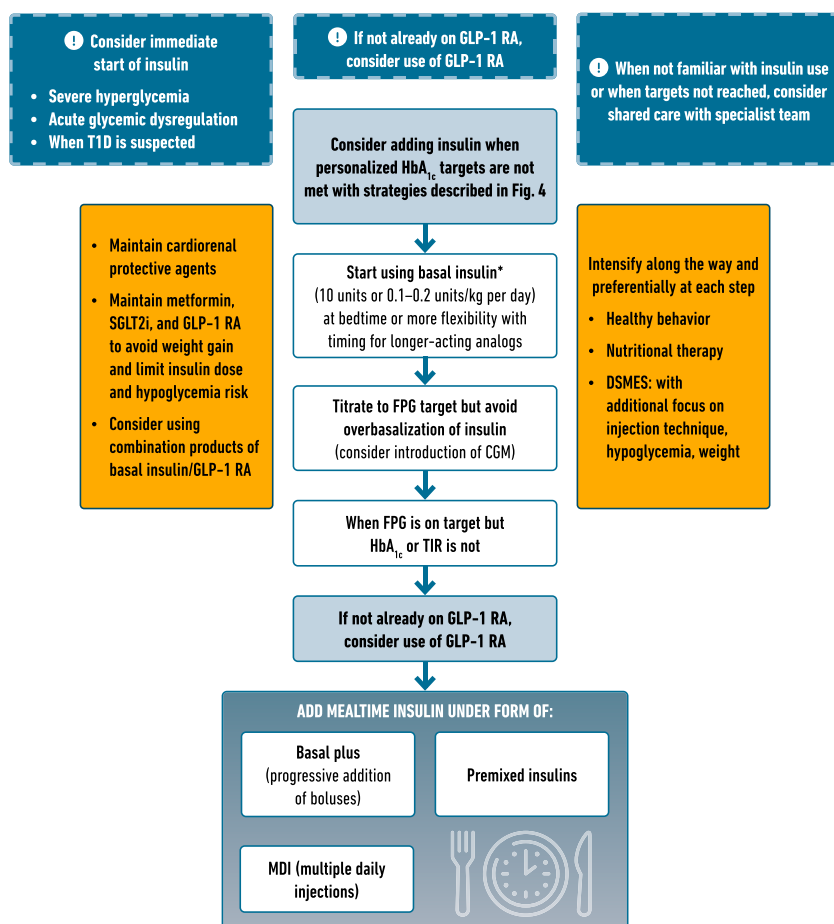 ! Consider immediate
start of insulin
• Severe hyperglycemia
• Acute glycemic dysregulation
• When T1D is suspected
! If not already on GLP-1 RA,
consider use of GLP-1 RA
! When not familiar with insulin use
or when targets not reached, consider
shared care with specialist team
Consider adding insulin when
personalized HbA1c targets are not
met with strategies described in Fig. 4
• Maintain cardiorenal
protective agents
• Maintain metformin,
SGLT2i, and GLP-1 RA
to avoid weight gain
and limit insulin dose
and hypoglycemia risk
• Consider using
combination products of
basal insulin/GLP-1 RA
Start using basal insulin*
(10 units or 0.1–0.2 units/kg per day)
at bedtime or more flexibility with
timing for longer-acting analogs
Intensify along the way and
preferentially at each step
• Healthy behavior
• Nutritional therapy
• DSMES: with
additional focus on
injection technique,
hypoglycemia, weight
Titrate to FPG target but avoid
overbasalization of insulin
(consider introduction of CGM)
When FPG is on target but
HbA1c or TIR is not
If not already on GLP-1 RA,
consider use of GLP-1 RA
ADD MEALTIME INSULIN UNDER FORM OF:
Basal plus
(progressive addition
of boluses)
Premixed insulins
MDI (multiple daily
injections)